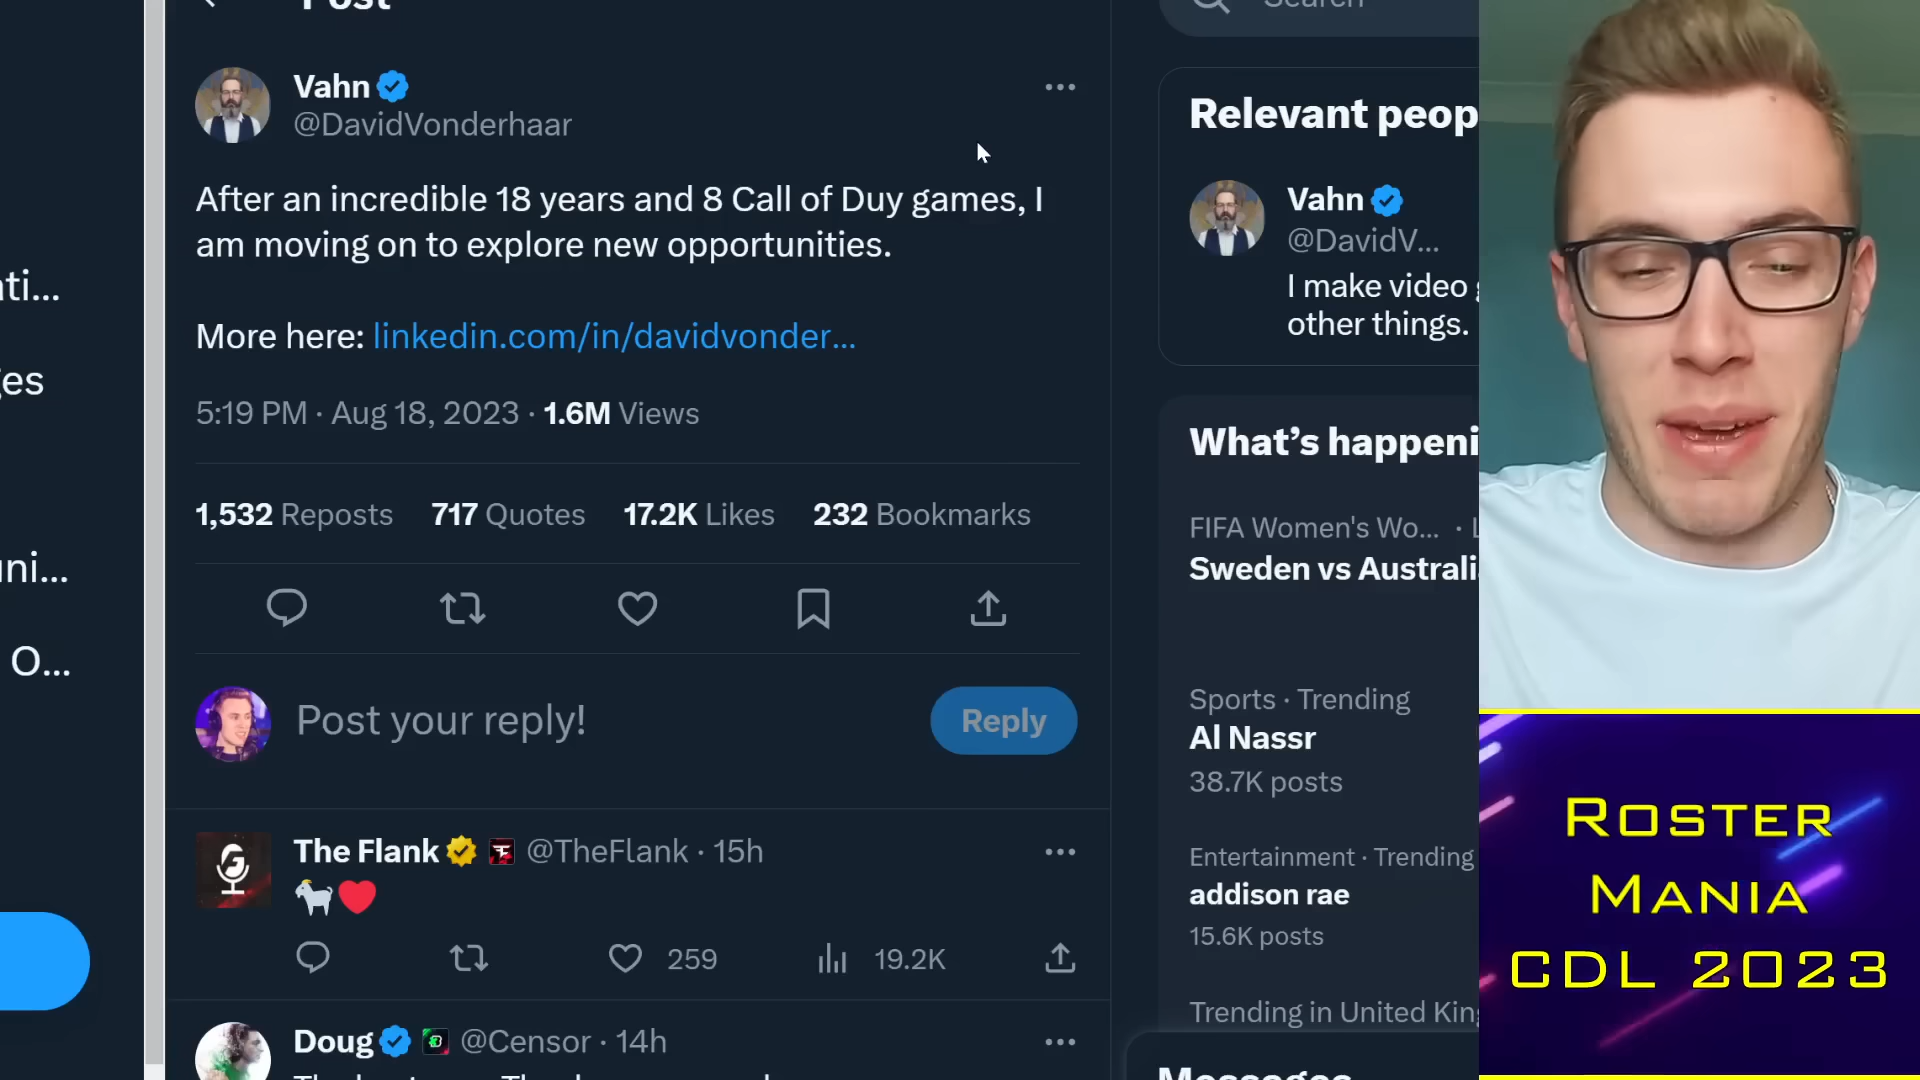 Post
Search
Vahn
@DavidVonderhaar
After an incredible 18 years and 8 Call of Duy games, I
am moving on to explore new opportunities.
More here: linkedin.com/in/davidvonder...
5:19 PM · Aug 18, 2023 · 1.6M Views
1,532 Reposts 717 Quotes 17.2K Likes 232 Bookmarks
Post your reply!
Reply
The Flank @TheFlank · 15h
259
19.2K
Doug @Censor · 14h
Relevant peop
Vahn
@DavidV...
I make video
other things.
What's happeni
FIFA Women's Wo... ·
Sweden vs Australi
Sports · Trending
Al Nassr
38.7K posts
Entertainment · Trending
addison rae
15.6K posts
Trending in United Kin
Messages
ROSTER
MANIA
CDL 2023